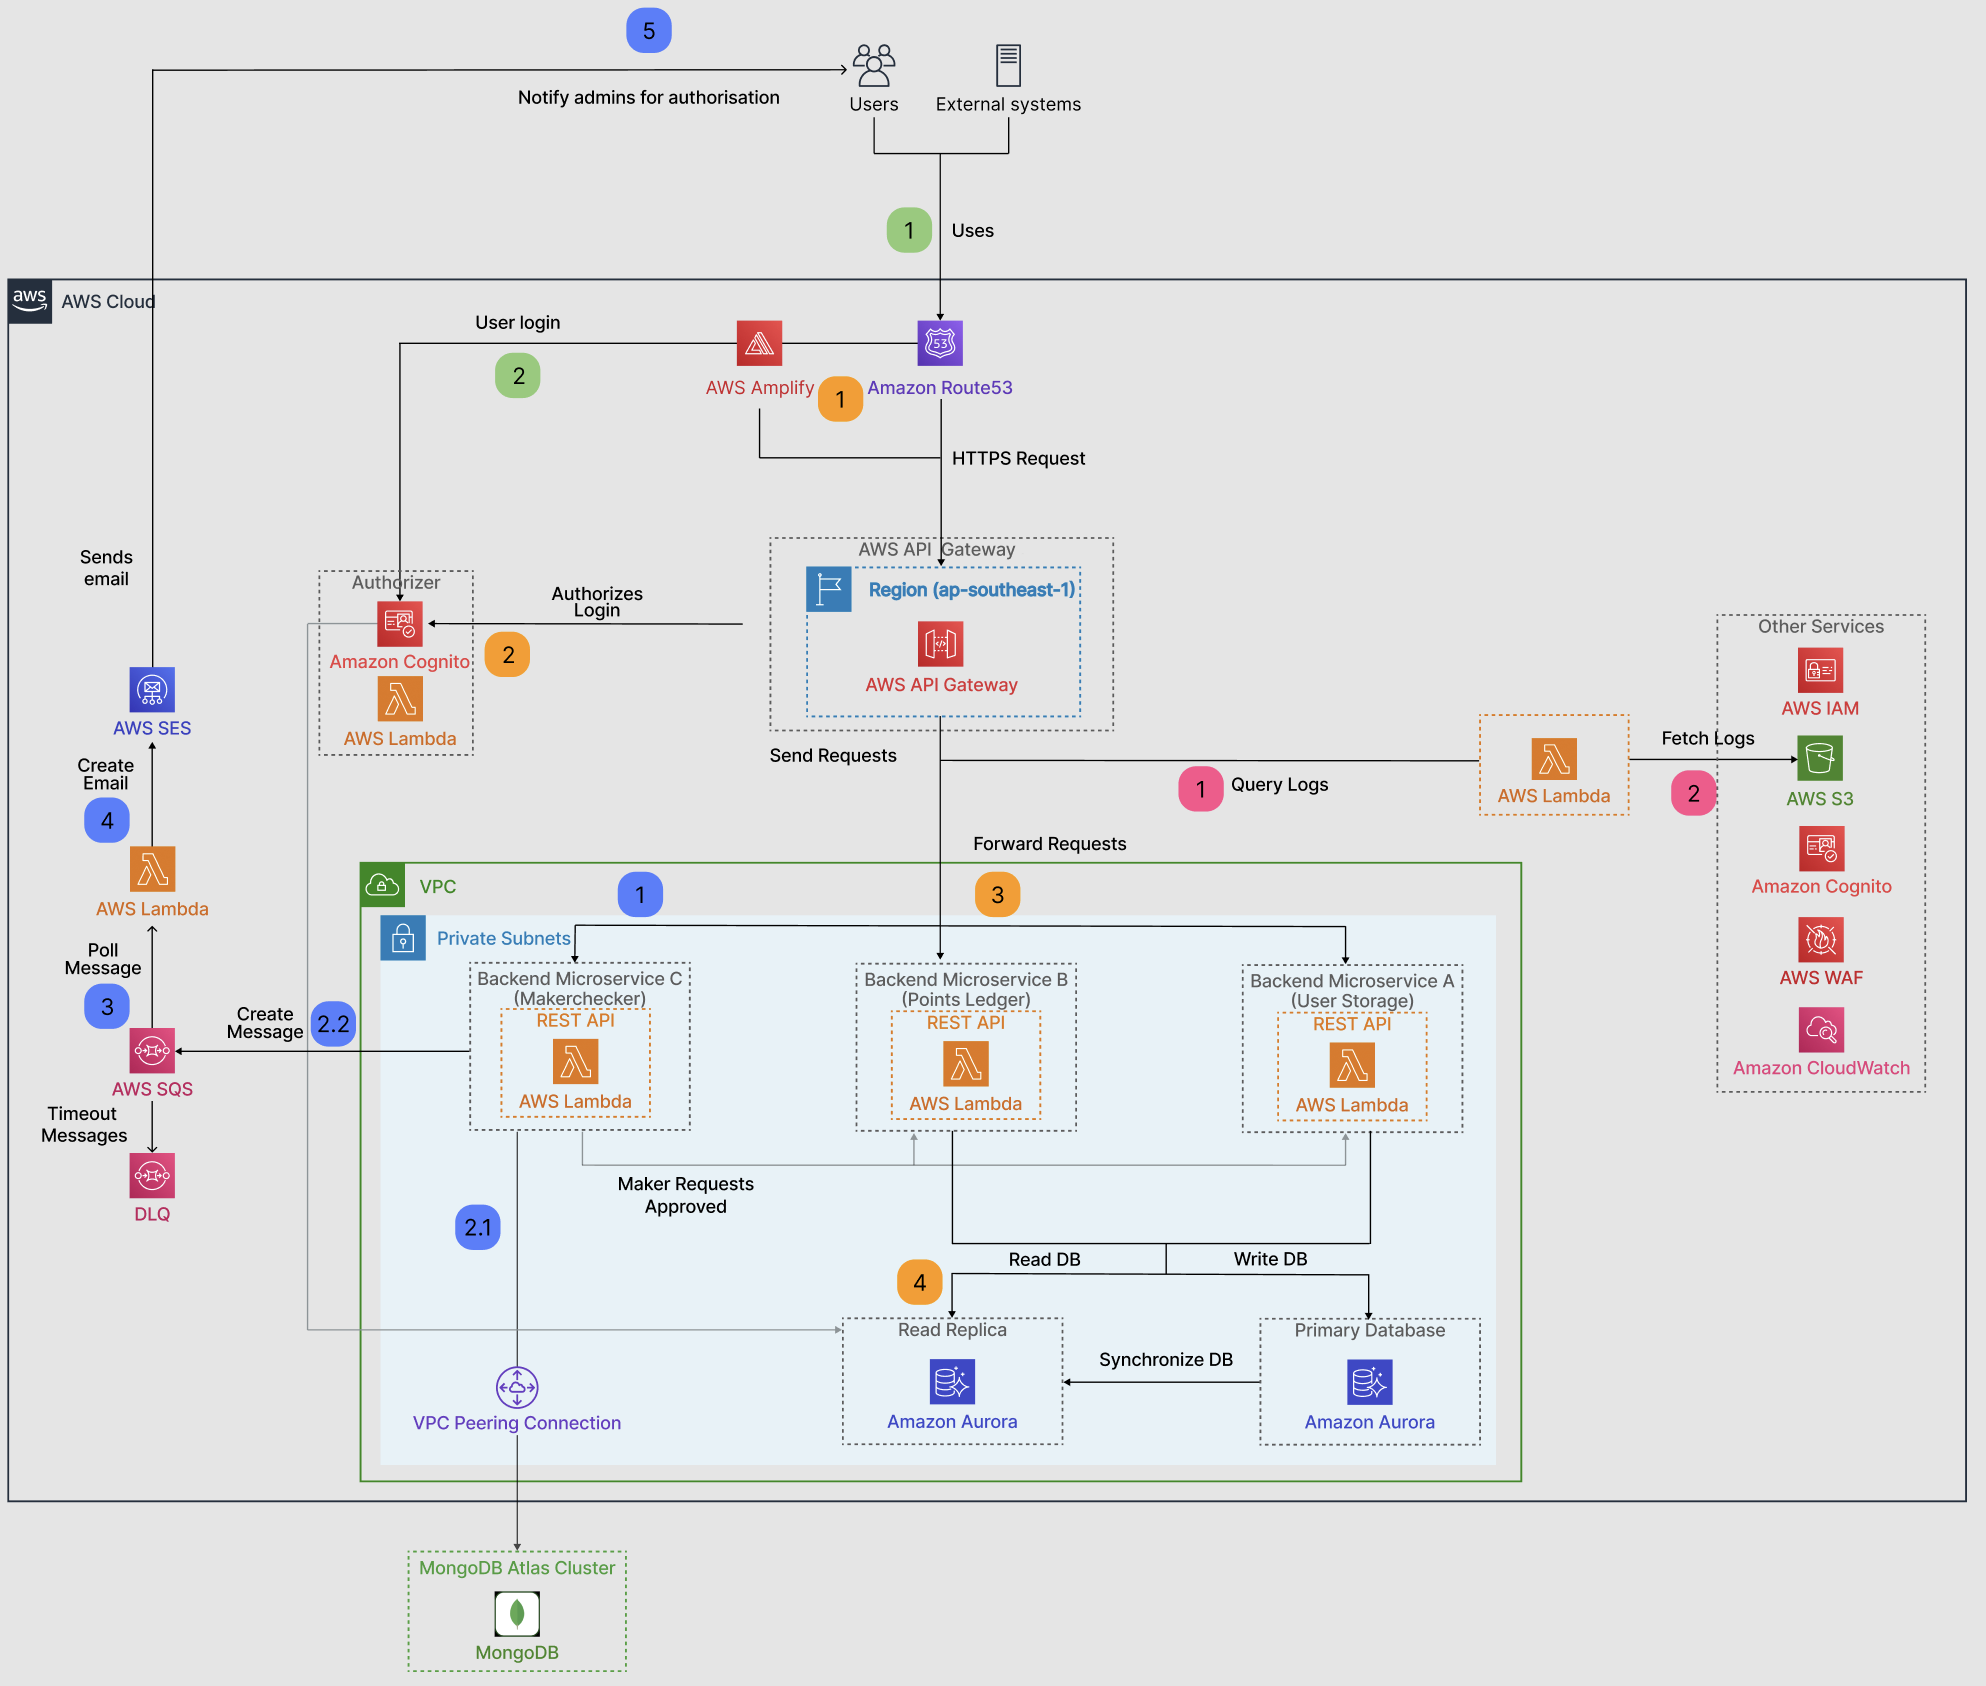 5
Notify admins for authorisation
Users
External systems
1
Uses
aws
AWS Cloud
User login
2
AWS Amplify
1
53
Amazon Route53
HTTPS Request
AWS API Gateway
Region (ap-southeast-1)
AWS API Gateway
Sends
email
Authorizer
Amazon Cognito
AWS Lambda
Authorizes
Login
2
Other Services
AWS IAM
AWS S3
Amazon Cognito
AWS WAF
Amazon CloudWatch
AWS SES
Create
Email
4
AWS Lambda
Poll
Message
3
AWS SQS
Timeout
Messages
DLQ
Send Requests
1
Query Logs
AWS Lambda
Fetch Logs
2
Forward Requests
VPC
1
3
Private Subnets
Create
Message
2.2
Backend Microservice C
(Makerchecker)
REST API
AWS Lambda
Backend Microservice B
(Points Ledger)
REST API
AWS Lambda
Backend Microservice A
(User Storage)
REST API
AWS Lambda
Maker Requests
Approved
2.1
Read DB
Write DB
4
Read Replica
Amazon Aurora
Synchronize DB
Primary Database
Amazon Aurora
VPC Peering Connection
MongoDB Atlas Cluster
MongoDB